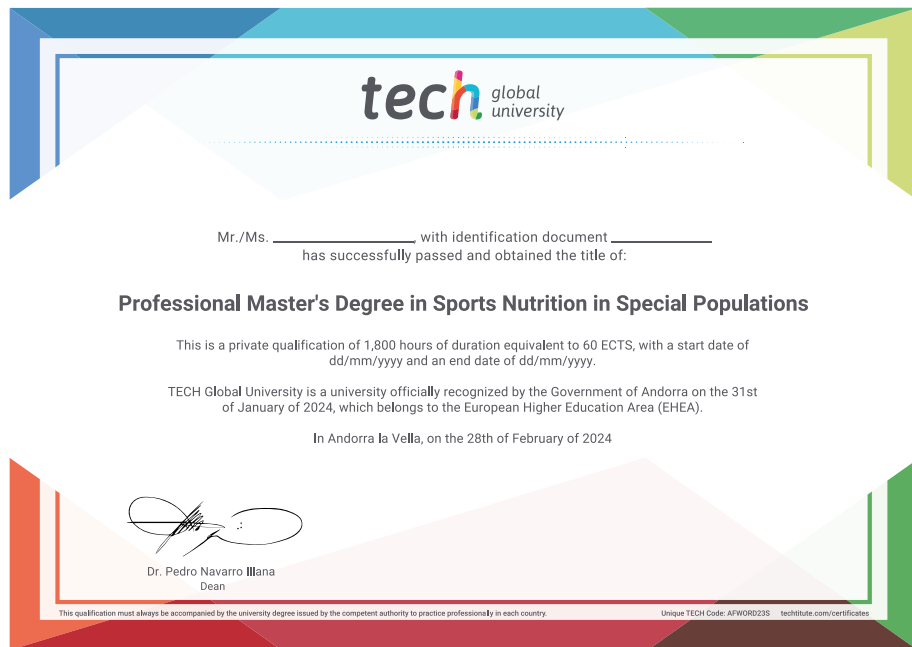 tech global
university
Mr./Ms. ____________, with identification document ____________
has successfully passed and obtained the title of:
Professional Master's Degree in Sports Nutrition in Special Populations
This is a private qualification of 1,800 hours of duration equivalent to 60 ECTS, with a start date of
dd/mm/yyyy and an end date of dd/mm/yyyy.
TECH Global University is a university officially recognized by the Government of Andorra on the 31st
of January of 2024, which belongs to the European Higher Education Area (EHEA).
In Andorra la Vella, on the 28th of February of 2024
Dr. Pedro Navarro Illana
Dean
This qualification must always be accompanied by the university degree issued by the competent authority to practice professionally in each country. Unique TECH Code: AFWORD23S techtitute.com/certificates